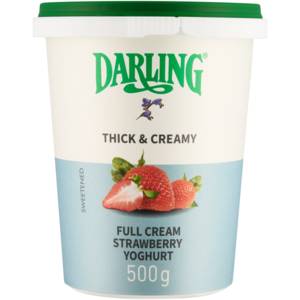 DARLING®
THICK & CREAMY
SWEETENED
FULL CREAM
STRAWBERRY
YOGHURT
500g